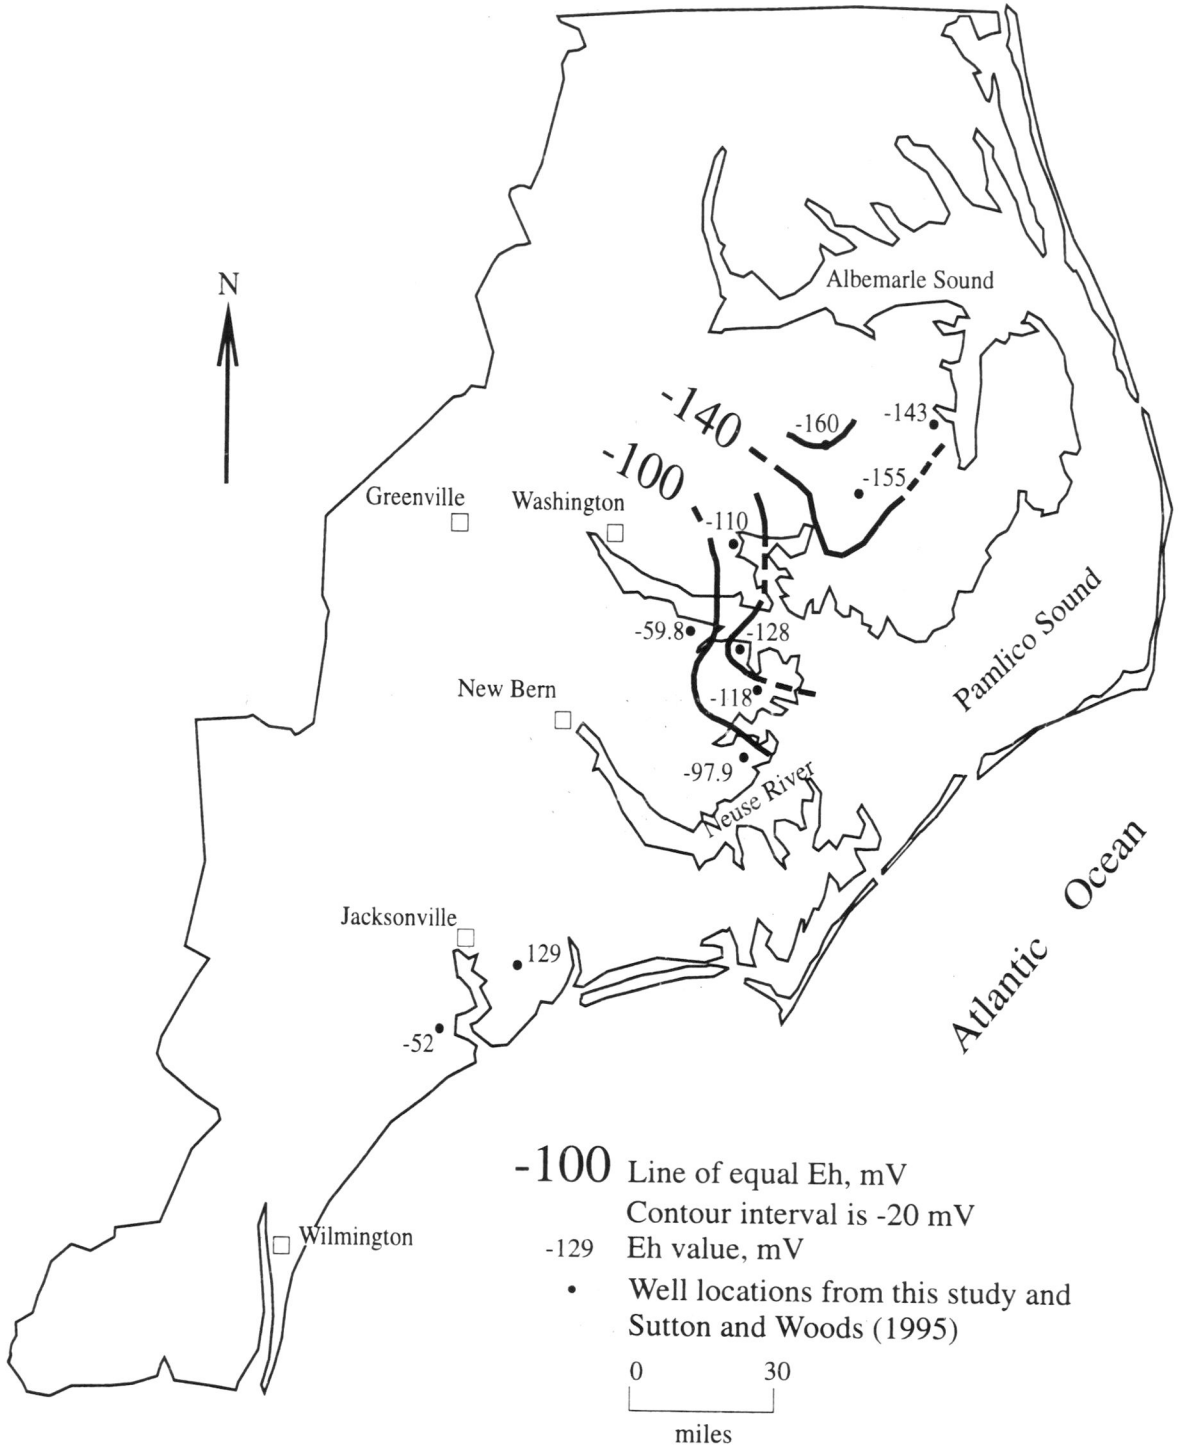 N
Albemarle Sound
-140
-160
-143
-100
-155
Greenville
Washington
-110
-59.8
-128
Pamlico Sound
New Bern
-118
-97.9
Neuse River
Atlantic Ocean
Jacksonville
129
-52
-100 Line of equal Eh, mV
Contour interval is -20 mV
-129 Eh value, mV
Well locations from this study and
Sutton and Woods (1995)
Wilmington
0 30
miles